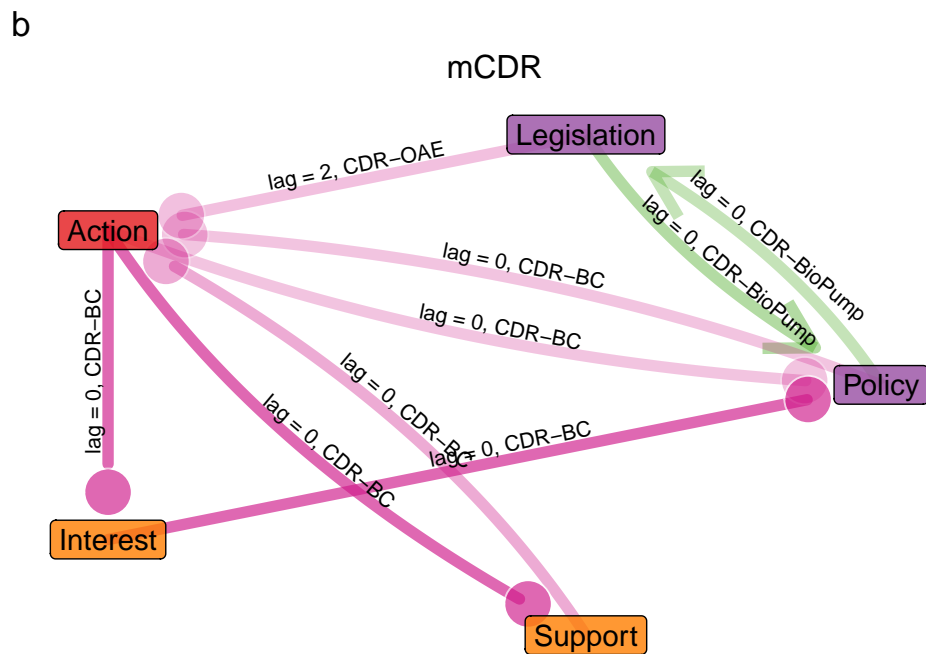 b
mCDR
Legislation
lag = 2, CDR−OAE
lag = 0, CDR−BioPump
lag = 0, CDR−BioPump
Action
lag = 0, CDR−BC
lag = 0, CDR−BC
lag = 0, CDR−BC
lag = 0, CDR−BC
lag = 0, CDR−BC
lag = 0, CDR−BC
Policy
Interest
Support